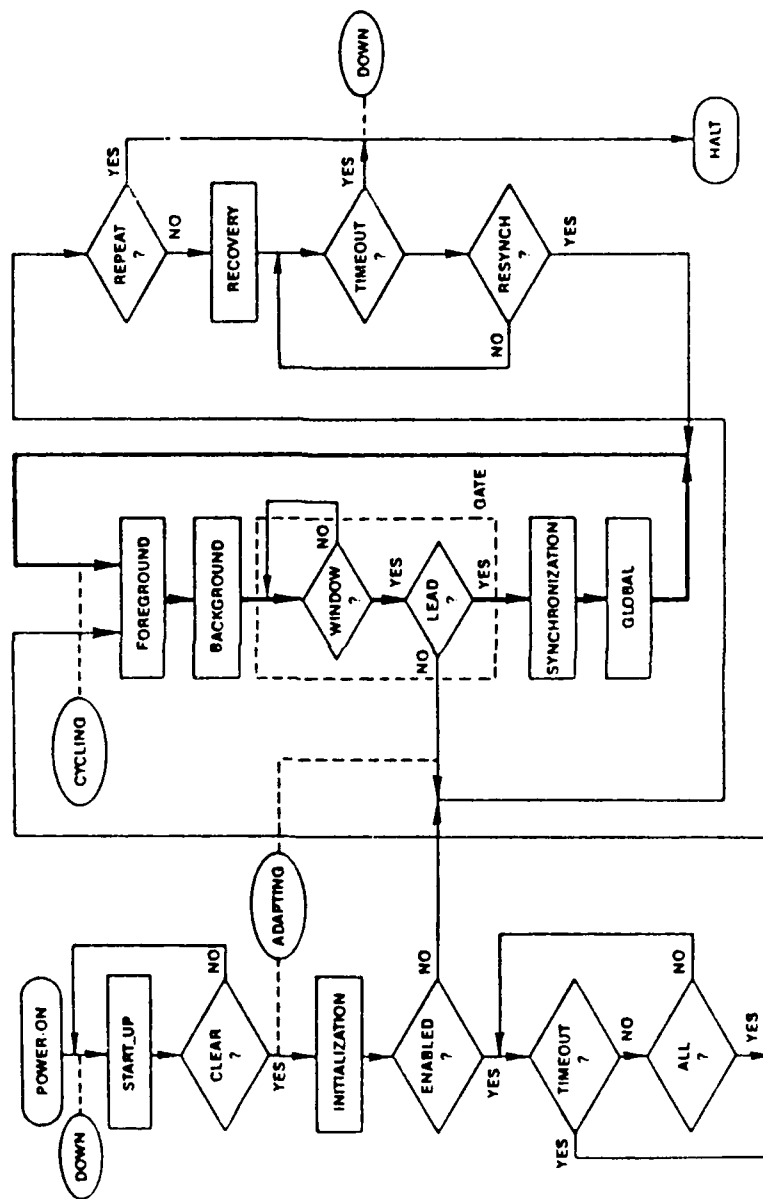 POWER-ON
DOWN
START_UP
CLEAR
?
NO
YES
ADAPTING
INITIALIZATION
ENABLED
?
NO
YES
TIMEOUT
?
YES
NO
ALL
?
NO
YES
CYCLING
FOREGROUND
BACKGROUND
WINDOW
?
NO
YES
LEAD
?
NO
YES
GATE
SYNCHRONIZATION
GLOBAL
REPEAT
?
YES
NO
RECOVERY
TIMEOUT
?
YES
DOWN
RESYNCH
?
NO
YES
HALT